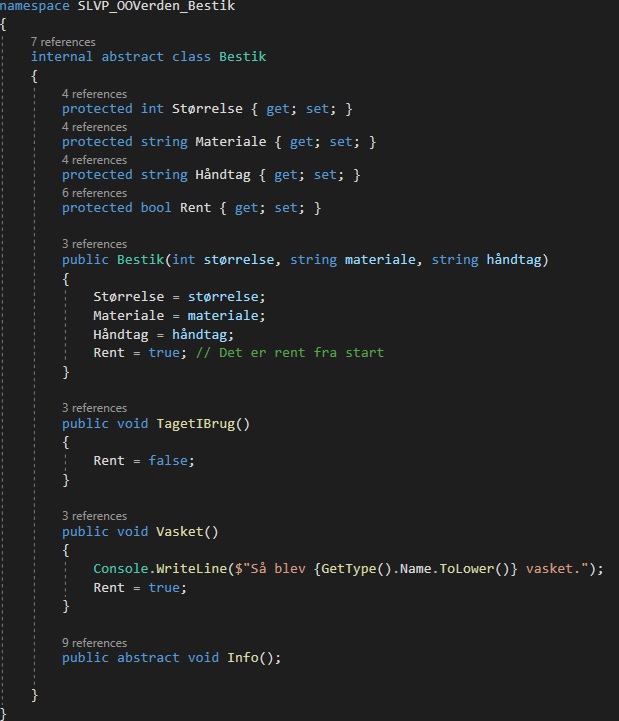 namespace SLVP_OOVerden_Bestik
{
7 references
internal abstract class Bestik
{
4 references
protected int Størrelse { get; set; }
4 references
protected string Materiale { get; set; }
4 references
protected string Håndtag { get; set; }
6 references
protected bool Rent { get; set; }
3 references
public Bestik(int størrelse, string materiale, string håndtag)
{
Størrelse = størrelse;
Materiale = materiale;
Håndtag = håndtag;
Rent = true; // Det er rent fra start
}
3 references
public void TagetIBrug()
{
Rent = false;
}
3 references
public void Vasket()
{
Console.WriteLine($"Så blev {GetType().Name.ToLower()} vasket.");
Rent = true;
}
9 references
public abstract void Info();
}
}